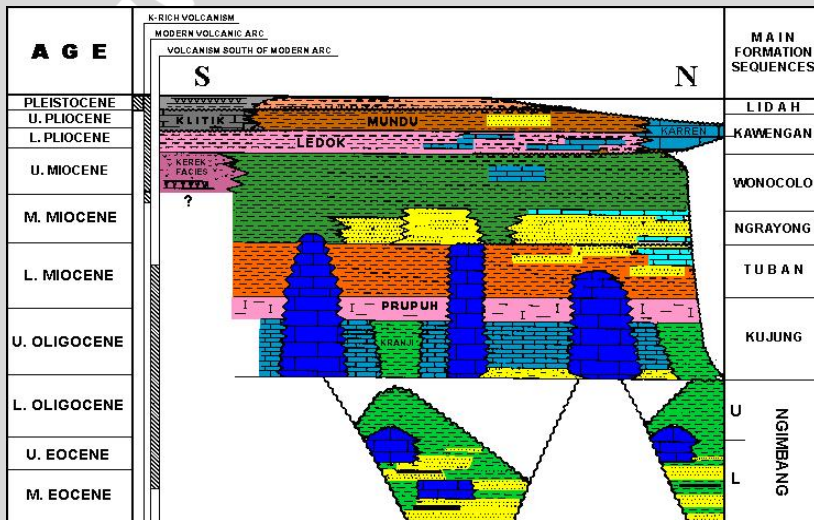 K-RICH VOLCANISM
MODERN VOLCANIC ARC
VOLCANISM SOUTH OF MODERN ARC
AGE
S
N
MAIN
FORMATION
SEQUENCES
PLEISTOCENE
LIDAH
U. PLIOCENE
KLITIK
MUNDU
KARREN
KAWENGAN
L. PLIOCENE
LEDOK
U. MIOCENE
KEREK
FACIES
WONOCOLO
?
M. MIOCENE
NGRAYONG
L. MIOCENE
TUBAN
PRUPUH
U. OLIGOCENE
KRANJI
KUJUNG
L. OLIGOCENE
U
NGIMBANG
U. EOCENE
L
M. EOCENE